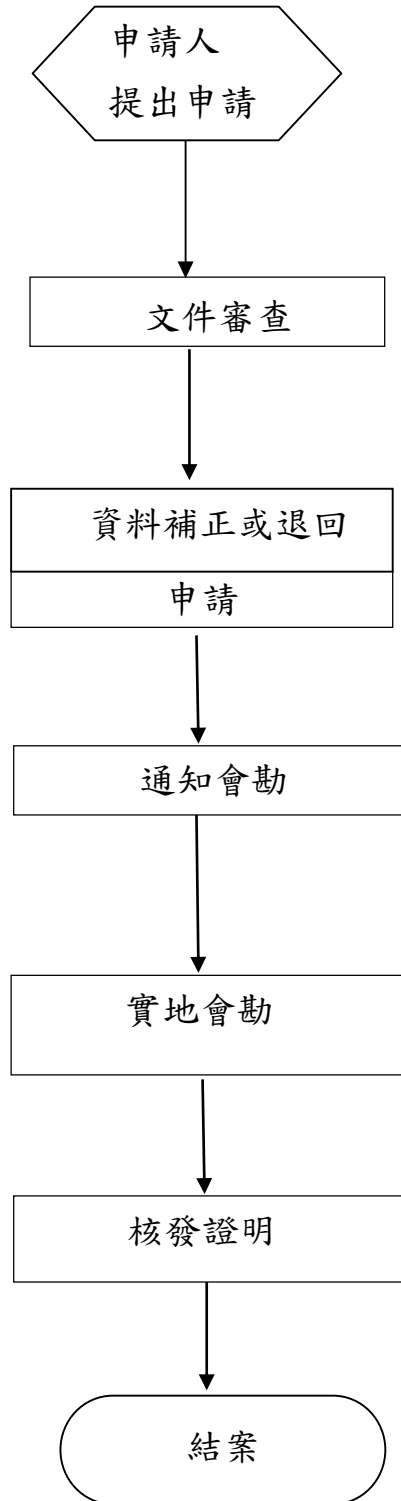 申請人
提出申請
文件審查
資料補正或退回
申請
通知會勘
實地會勘
核發證明
結案